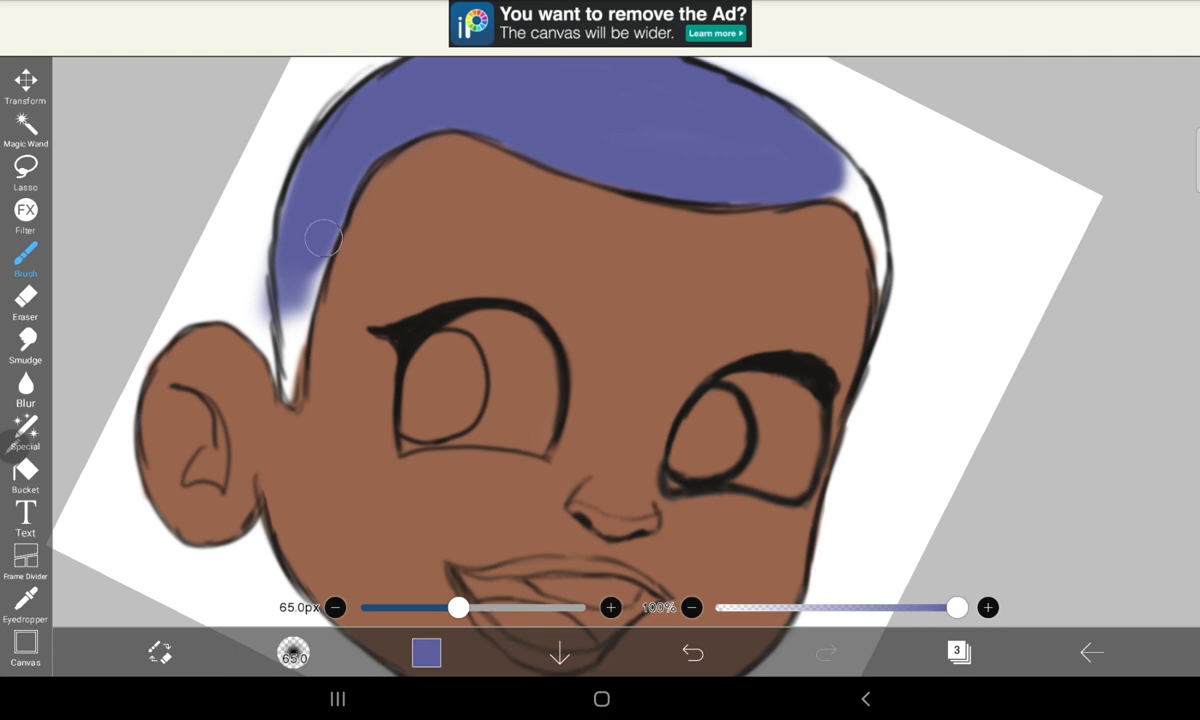 iP
You want to remove the Ad?
The canvas will be wider.
Learn more
Transform
Magic Wand
Lasso
FX
Filter
Brush
Eraser
Smudge
Blur
Special
Bucket
T
Text
Frame Divider
Eyedropper
Canvas
65.0px
100%
65.0
3